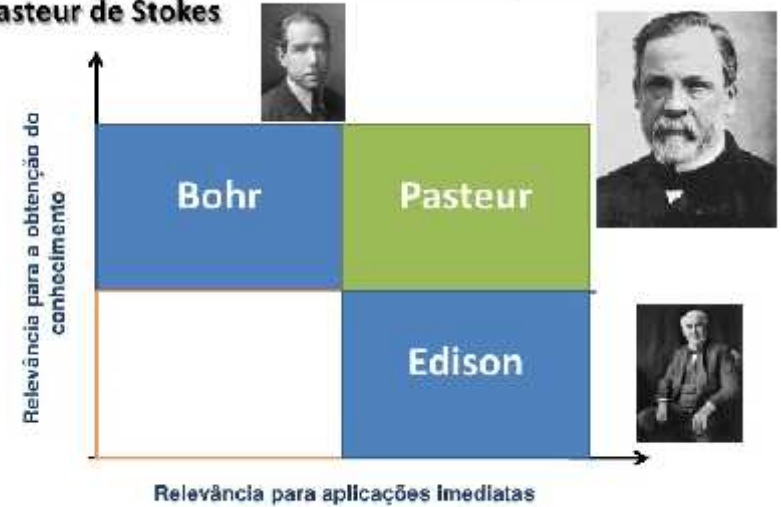 asteur de Stokes
Relevância para a obtenção do
conhecimento
Bohr
Pasteur
Edison
Relevância para aplicações imediatas